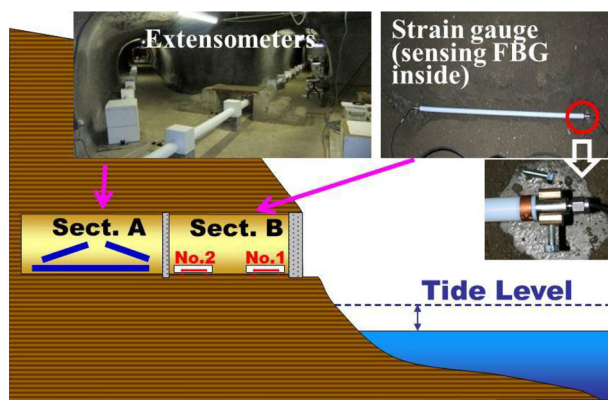 Extensometers
Strain gauge
(sensing FBG
inside)
Sect. A
Sect. B
No.2
No.1
Tide Level